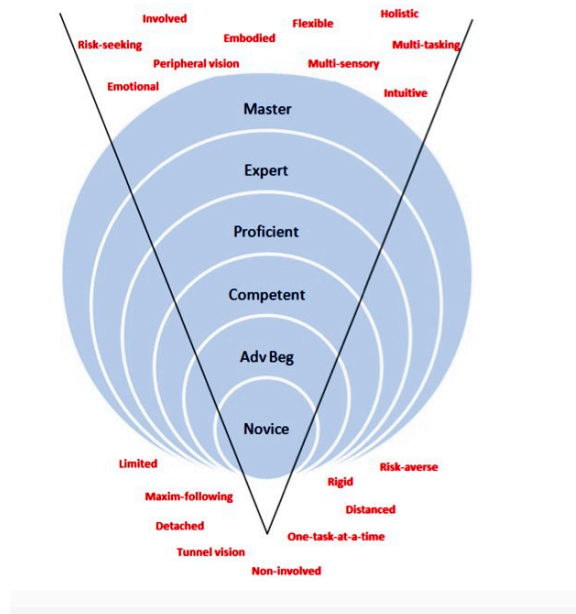 Involved
Flexible
Holistic
Risk-seeking
Embodied
Multi-tasking
Peripheral vision
Multi-sensory
Emotional
Intuitive
Master
Expert
Proficient
Competent
Adv Beg
Novice
Limited
Risk-averse
Rigid
Maxim-following
Distanced
Detached
One-task-at-a-time
Tunnel vision
Non-involved